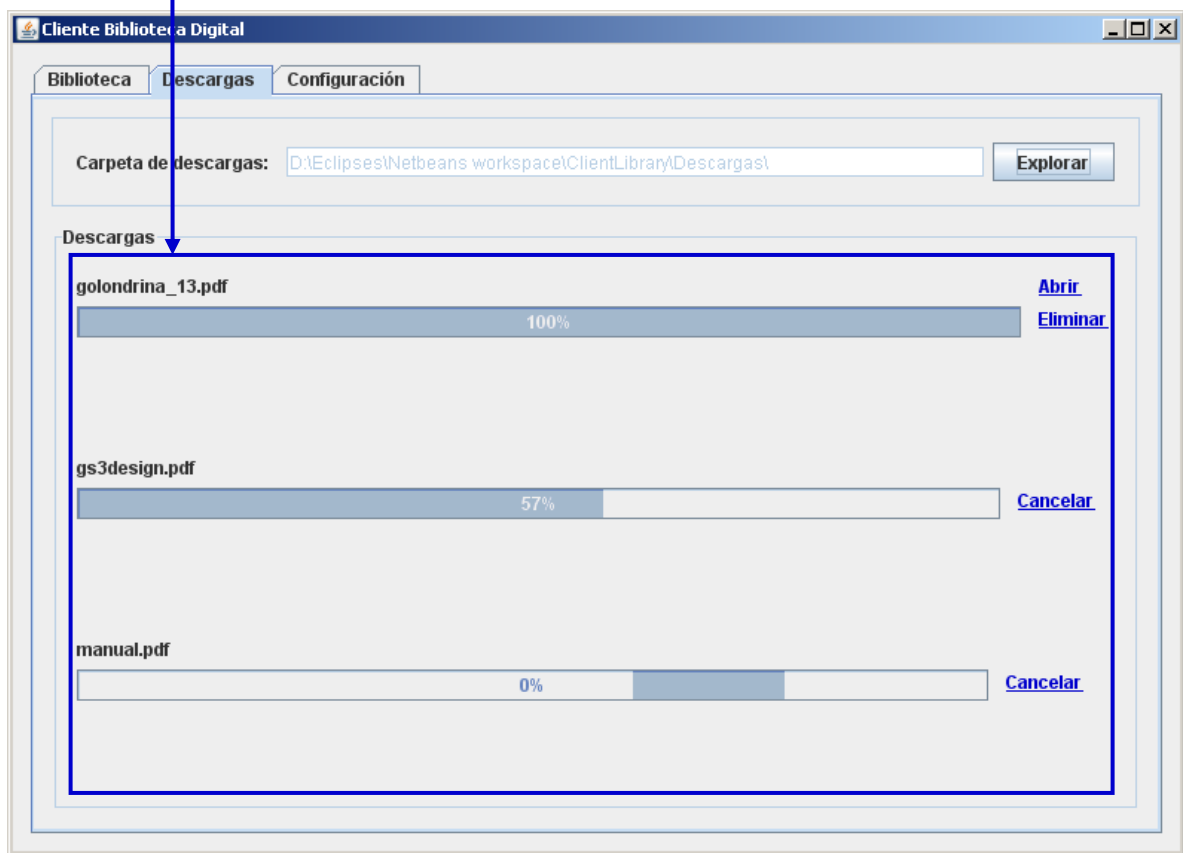 Cliente Biblioteca Digital
Biblioteca Descargas Configuración
Carpeta de descargas: D:\Eclipses\Netbeans workspace\ClientLibrary\Descargas\ Explorar
Descargas
golondrina_13.pdf Abrir
100% Eliminar
gs3design.pdf
57% Cancelar
manual.pdf
0% Cancelar